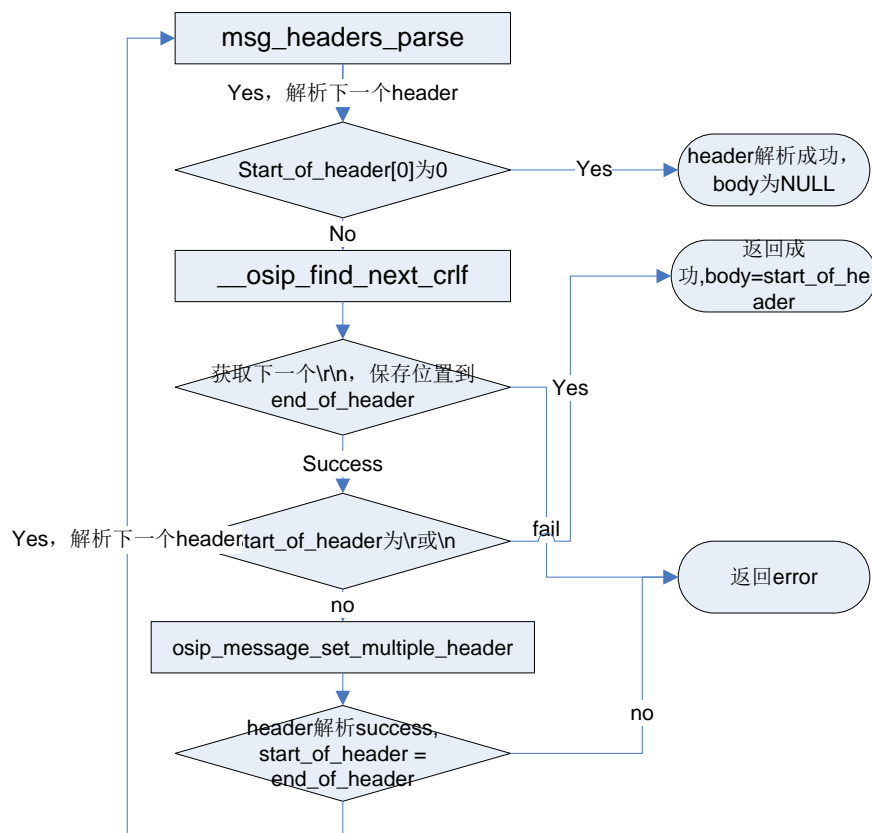 msg_headers_parse
Yes，解析下一个header
Start_of_header[0]为0
Yes
header解析成功，
body为NULL
No
返回成
功,body=start_of_he
ader
__osip_find_next_crlf
获取下一个\r\n，保存位置到
end_of_header
Yes
Success
Yes，解析下一个header
tart_of_header为\r或\n
fail
返回error
no
osip_message_set_multiple_header
no
header解析success,
start_of_header =
end_of_header